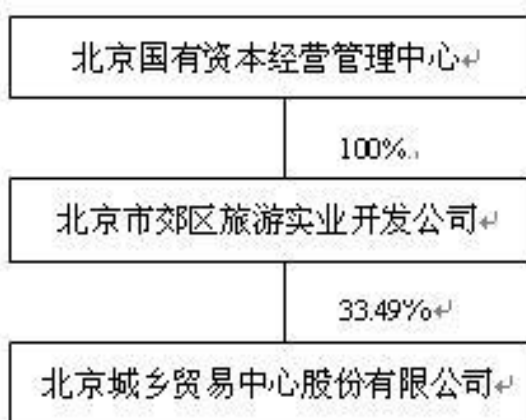 北京国有资本经营管理中心
100%
北京市郊区旅游实业开发公司
33.49%
北京城乡贸易中心股份有限公司